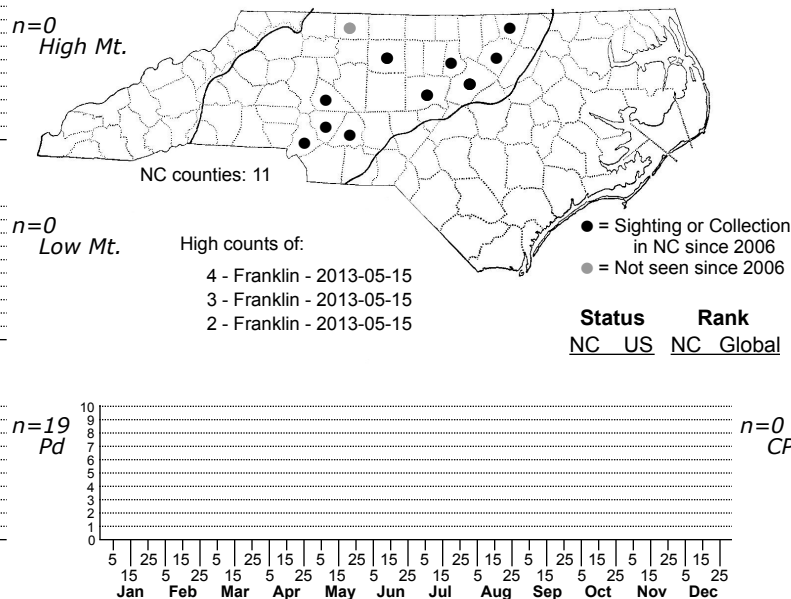 n=0
High Mt.
NC counties: 11
n=0
Low Mt.
High counts of:
4 - Franklin - 2013-05-15
3 - Franklin - 2013-05-15
2 - Franklin - 2013-05-15
= Sighting or Collection
in NC since 2006
= Not seen since 2006
Status Rank
NC US NC Global
n=19
Pd
10
9
8
7
6
5
4
3
2
1
0
n=0
CP
5 25 15 5 25 15 5 25 15 5 25 15 5 25 15 5 25 15
15 5 25 15 5 25 15 5 25 15 5 25 15 5 25 15 5 25
Jan Feb Mar Apr May Jun Jul Aug Sep Oct Nov Dec